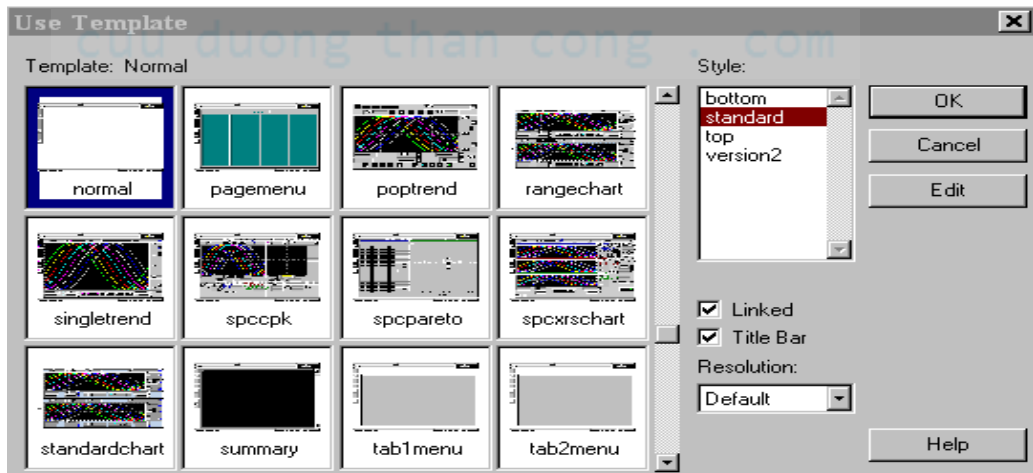 Use Template
cuu duong than cong . com
Template: Normal
normal
pagemenu
poptrend
rangechart
singletrend
spccpk
spcpareto
spcxrschart
standardchart
summary
tab1menu
tab2menu
Style:
bottom
standard
top
version2
Linked
Title Bar
Resolution:
Default
OK
Cancel
Edit
Help